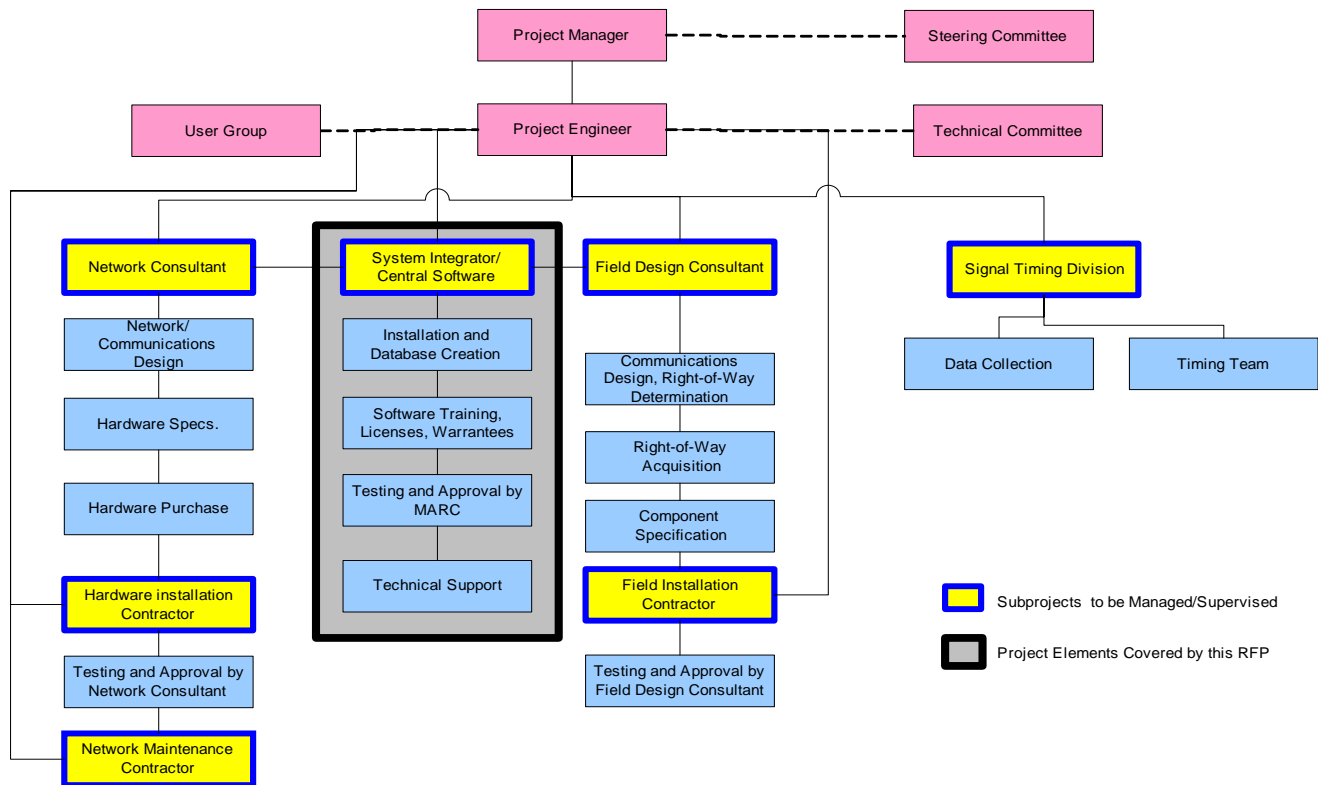 Project Manager
Steering Committee
User Group
Project Engineer
Technical Committee
Network Consultant
System Integrator/
Central Software
Field Design Consultant
Signal Timing Division
Network/
Communications
Design
Installation and
Database Creation
Communications
Design, Right-of-Way
Determination
Data Collection
Timing Team
Hardware Specs.
Software Training,
Licenses, Warrantees
Right-of-Way
Acquisition
Hardware Purchase
Testing and Approval by
MARC
Component
Specification
Hardware installation
Contractor
Technical Support
Field Installation
Contractor
Subprojects to be Managed/Supervised
Project Elements Covered by this RFP
Testing and Approval by
Network Consultant
Testing and Approval by
Field Design Consultant
Network Maintenance
Contractor